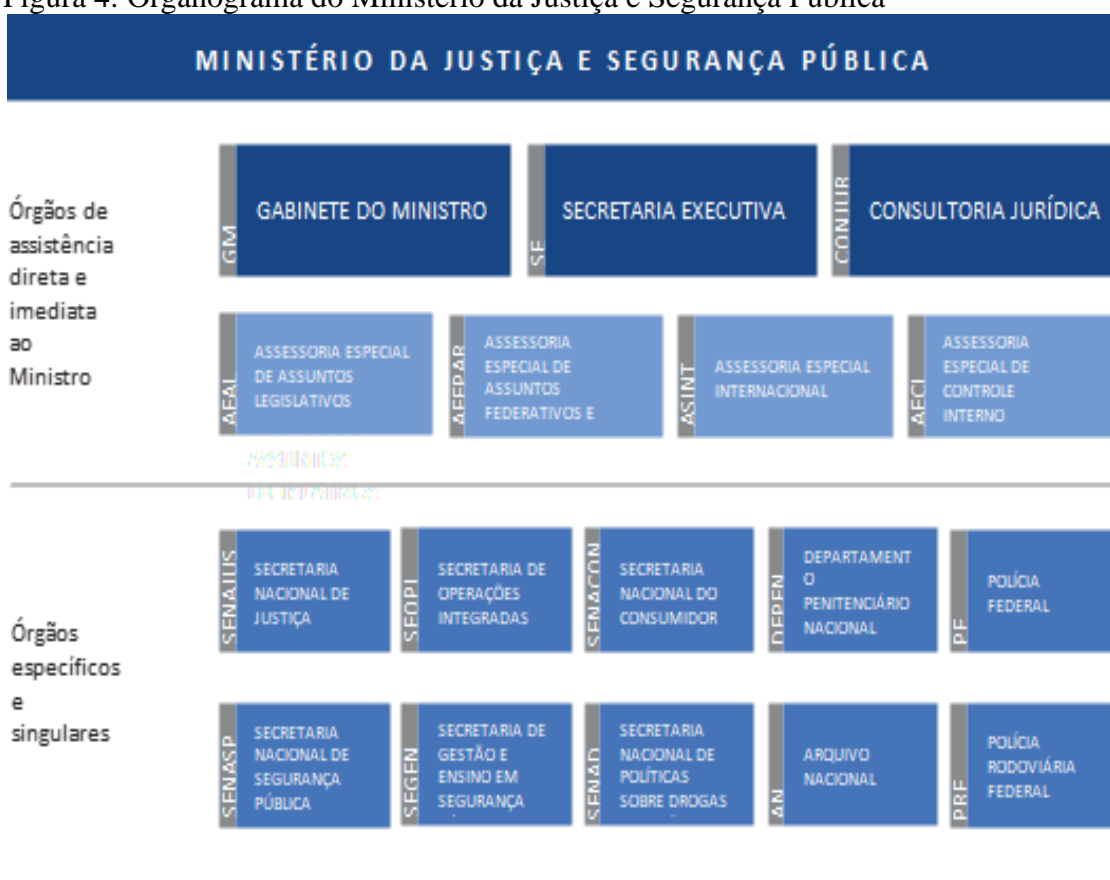 Figura 4: Organograma do Ministério da Justiça e Segurança Pública
MINISTÉRIO DA JUSTIÇA E SEGURANÇA PÚBLICA
Órgãos de
assistência
direta e
imediata
ao
Ministro
GM
GABINETE DO MINISTRO
SE
SECRETARIA EXECUTIVA
CONJUR
CONSULTORIA JURÍDICA
AEAL
ASSESSORIA ESPECIAL
DE ASSUNTOS
LEGISLATIVOS
AFEPAR
ASSESSORIA
ESPECIAL DE
ASSUNTOS
FEDERATIVOS E
ASINT
ASSESSORIA ESPECIAL
INTERNACIONAL
AECI
ASSESSORIA
ESPECIAL DE
CONTROLE
INTERNO
Órgãos
específicos
e
singulares
SENAJUS
SECRETARIA
NACIONAL DE
JUSTIÇA
SEOPI
SECRETARIA DE
OPERAÇÕES
INTEGRADAS
SENACON
SECRETARIA
NACIONAL DO
CONSUMIDOR
DEPEN
DEPARTAMENT
O
PENITENCIÁRIO
NACIONAL
PF
POLÍCIA
FEDERAL
SENASP
SECRETARIA
NACIONAL DE
SEGURANÇA
PÚBLICA
SEGEN
SECRETARIA DE
GESTÃO E
ENSINO EM
SEGURANÇA
SENAD
SECRETARIA
NACIONAL DE
POLÍTICAS
SOBRE DROGAS
AN
ARQUIVO
NACIONAL
PRF
POLÍCIA
RODOVIÁRIA
FEDERAL